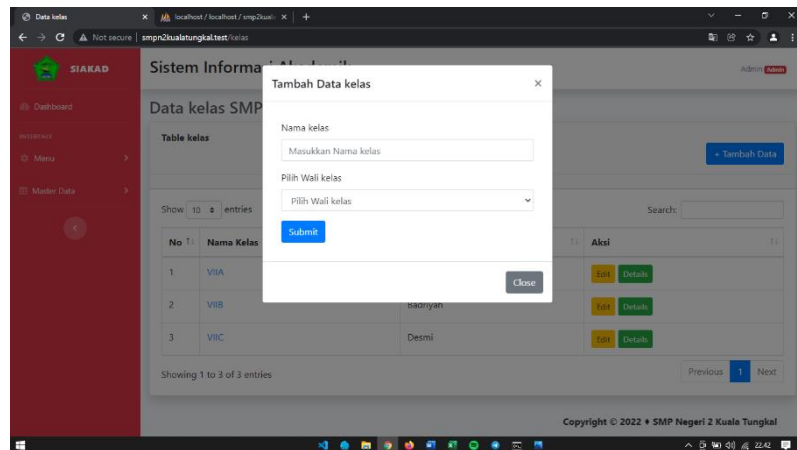 Data kelas
localhost / localhost / smp2kual
Not secure | smpn2kualatungkal.test/kelas
SIAKAD
Sistem Informa
Admin Admin
Tambah Data kelas ×
Dashboard
Data kelas SMP
INTERFACE
Nama kelas
Masukkan Nama kelas
Table kelas
+ Tambah Data
Menu
Pilih Wali kelas
Pilih Wali kelas
Master Data
Show 10 entries
Search:
Submit
No Nama Kelas Aksi
Close
1 VIIA Edit Details
2 VIIB Badriyah Edit Details
3 VIIC Desmi Edit Details
Showing 1 to 3 of 3 entries
Previous 1 Next
Copyright © 2022 ♦ SMP Negeri 2 Kuala Tungkal
22.42